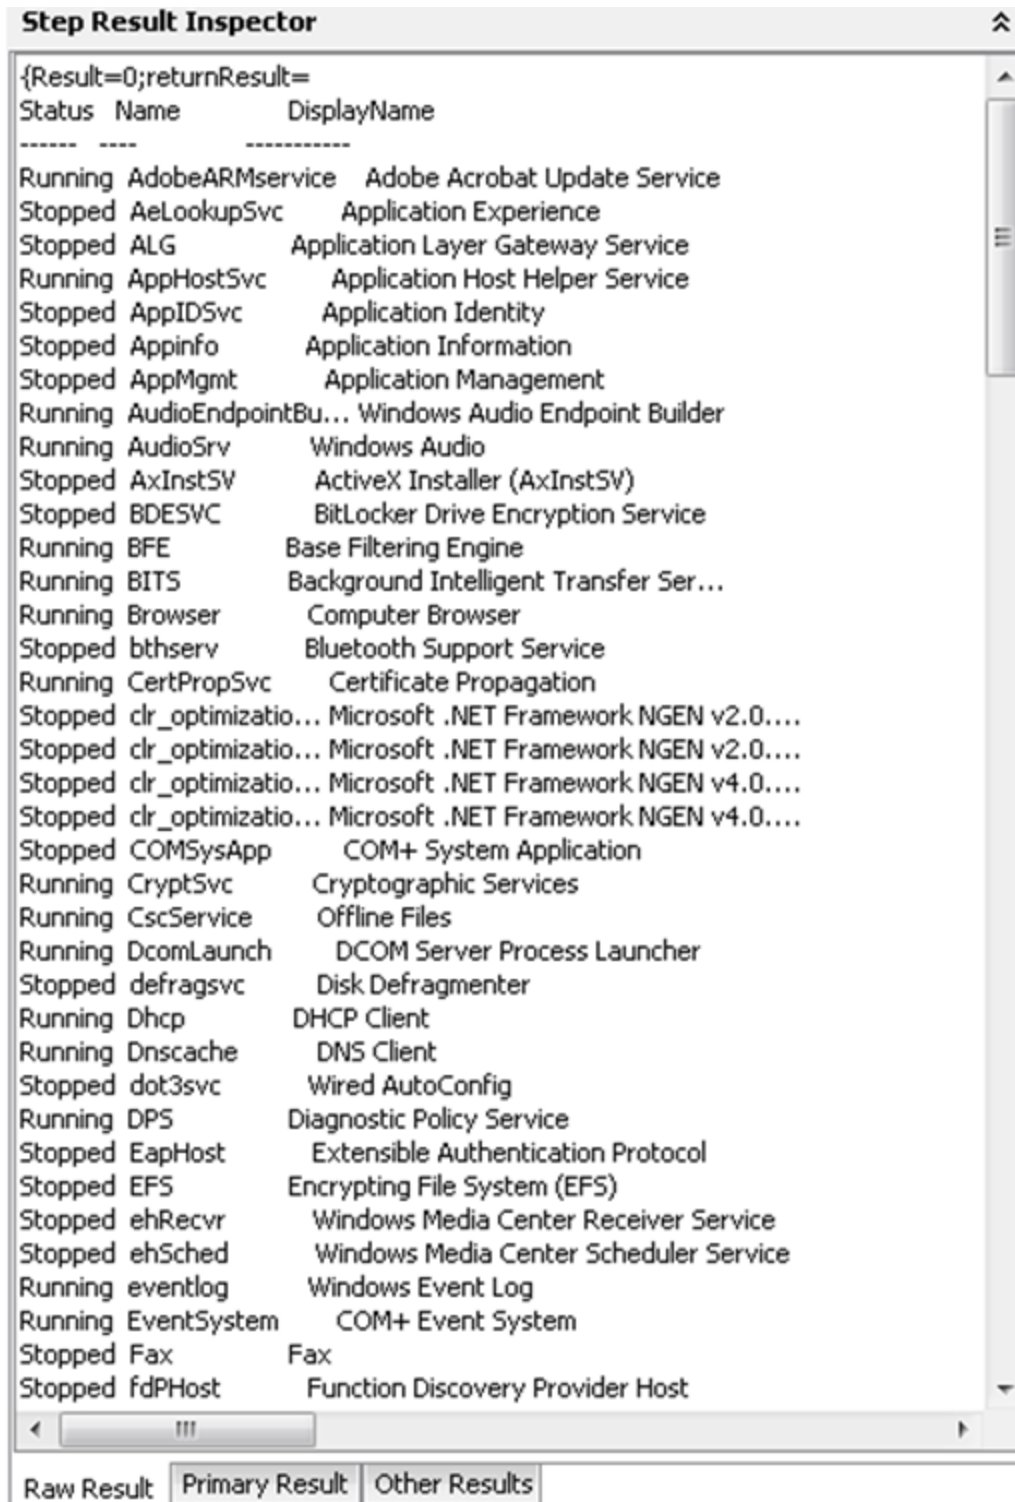 Step Result Inspector
{Result=0;returnResult=
Status Name DisplayName
------ ---- -----------
Running AdobeARMservice Adobe Acrobat Update Service
Stopped AeLookupSvc Application Experience
Stopped ALG Application Layer Gateway Service
Running AppHostSvc Application Host Helper Service
Stopped AppIDSvc Application Identity
Stopped Appinfo Application Information
Stopped AppMgmt Application Management
Running AudioEndpointBu... Windows Audio Endpoint Builder
Running AudioSrv Windows Audio
Stopped AxInstSV ActiveX Installer (AxInstSV)
Stopped BDESVC BitLocker Drive Encryption Service
Running BFE Base Filtering Engine
Running BITS Background Intelligent Transfer Ser...
Running Browser Computer Browser
Stopped bthserv Bluetooth Support Service
Running CertPropSvc Certificate Propagation
Stopped clr_optimizatio... Microsoft .NET Framework NGEN v2.0....
Stopped clr_optimizatio... Microsoft .NET Framework NGEN v2.0....
Stopped clr_optimizatio... Microsoft .NET Framework NGEN v4.0....
Stopped clr_optimizatio... Microsoft .NET Framework NGEN v4.0....
Stopped COMSysApp COM+ System Application
Running CryptSvc Cryptographic Services
Running CscService Offline Files
Running DcomLaunch DCOM Server Process Launcher
Stopped defragsvc Disk Defragmenter
Running Dhcp DHCP Client
Running Dnscache DNS Client
Stopped dot3svc Wired AutoConfig
Running DPS Diagnostic Policy Service
Stopped EapHost Extensible Authentication Protocol
Stopped EFS Encrypting File System (EFS)
Stopped ehRecvr Windows Media Center Receiver Service
Stopped ehSched Windows Media Center Scheduler Service
Running eventlog Windows Event Log
Running EventSystem COM+ Event System
Stopped Fax Fax
Stopped fdPHost Function Discovery Provider Host
Raw Result Primary Result Other Results